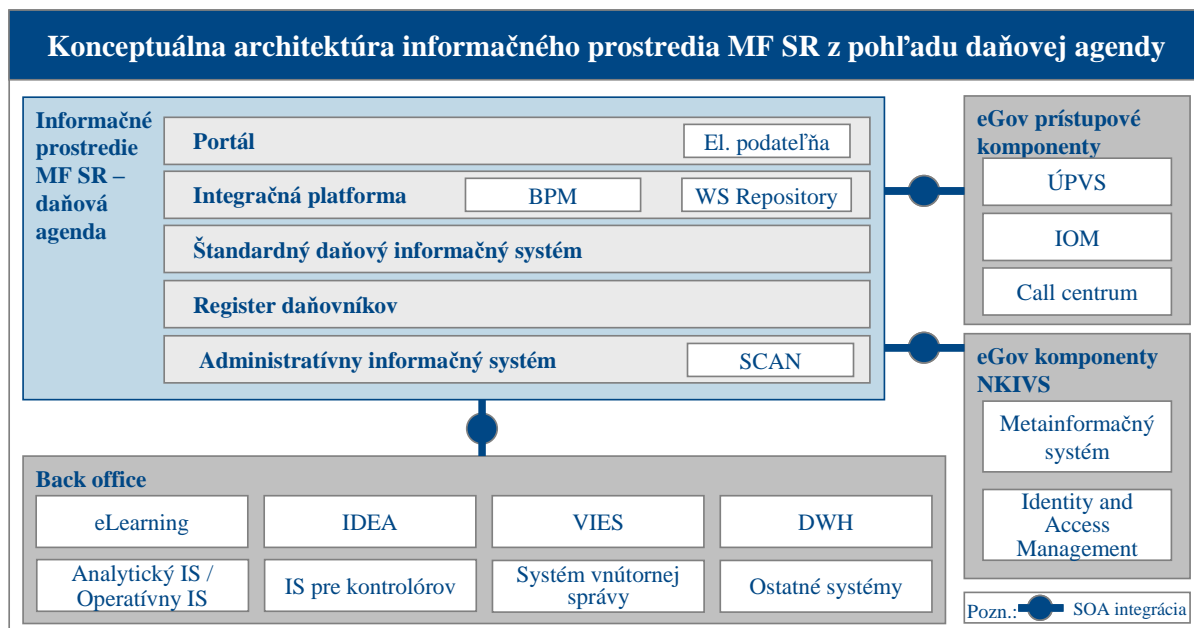 Konceptuálna architektúra informačného prostredia MF SR z pohľadu daňovej agendy
Informačné
prostredie
MF SR –
daňová
agenda
Portál
El. podateľňa
Integračná platforma
BPM
WS Repository
Štandardný daňový informačný systém
Register daňovníkov
Administratívny informačný systém
SCAN
eGov prístupové
komponenty
ÚPVS
IOM
Call centrum
eGov komponenty
NKIVS
Metainformačný
systém
Identity and
Access
Management
Back office
eLearning
IDEA
VIES
DWH
Analytický IS /
Operatívny IS
IS pre kontrolórov
Systém vnútornej
správy
Ostatné systémy
Pozn.:
SOA integrácia